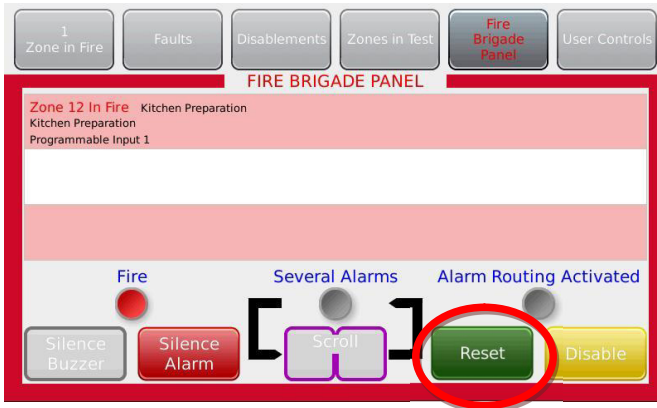 1
Zone in Fire
Faults
Disablements
Zones in Test
Fire
Brigade
Panel
User Controls
FIRE BRIGADE PANEL
Zone 12 In Fire Kitchen Preparation
Kitchen Preparation
Programmable Input 1
Fire
Several Alarms
Alarm Routing Activated
Silence
Buzzer
Silence
Alarm
Scroll
Reset
Disable